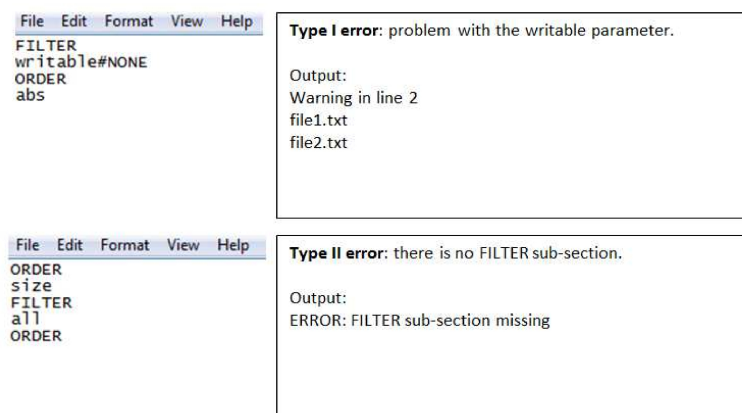 File Edit Format View Help
FILTER
writable#NONE
ORDER
abs
Type I error: problem with the writable parameter.
Output:
Warning in line 2
file1.txt
file2.txt
File Edit Format View Help
ORDER
size
FILTER
all
ORDER
Type II error: there is no FILTER sub-section.
Output:
ERROR: FILTER sub-section missing